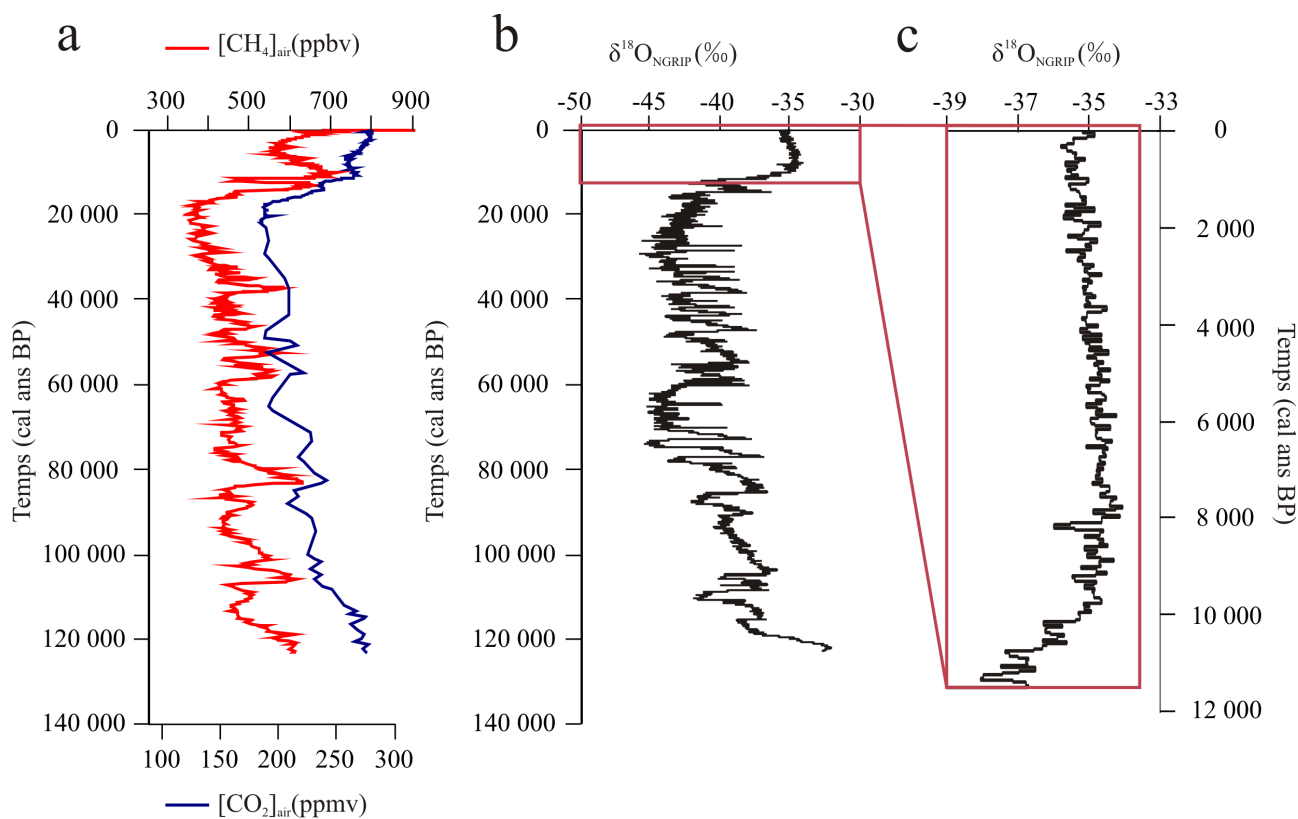 a
[CH₄]air(ppbv)
300 500 700 900
0
20 000
40 000
60 000
80 000
100 000
120 000
140 000
Temps (cal ans BP)
100 150 200 250 300
[CO₂]air(ppmv)
b
δ¹⁸O NGRIP (‰)
-50 -45 -40 -35 -30
0
20 000
40 000
60 000
80 000
100 000
120 000
140 000
Temps (cal ans BP)
c
δ¹⁸O NGRIP (‰)
-39 -37 -35 -33
0
2 000
4 000
6 000
8 000
10 000
12 000
Temps (cal ans BP)